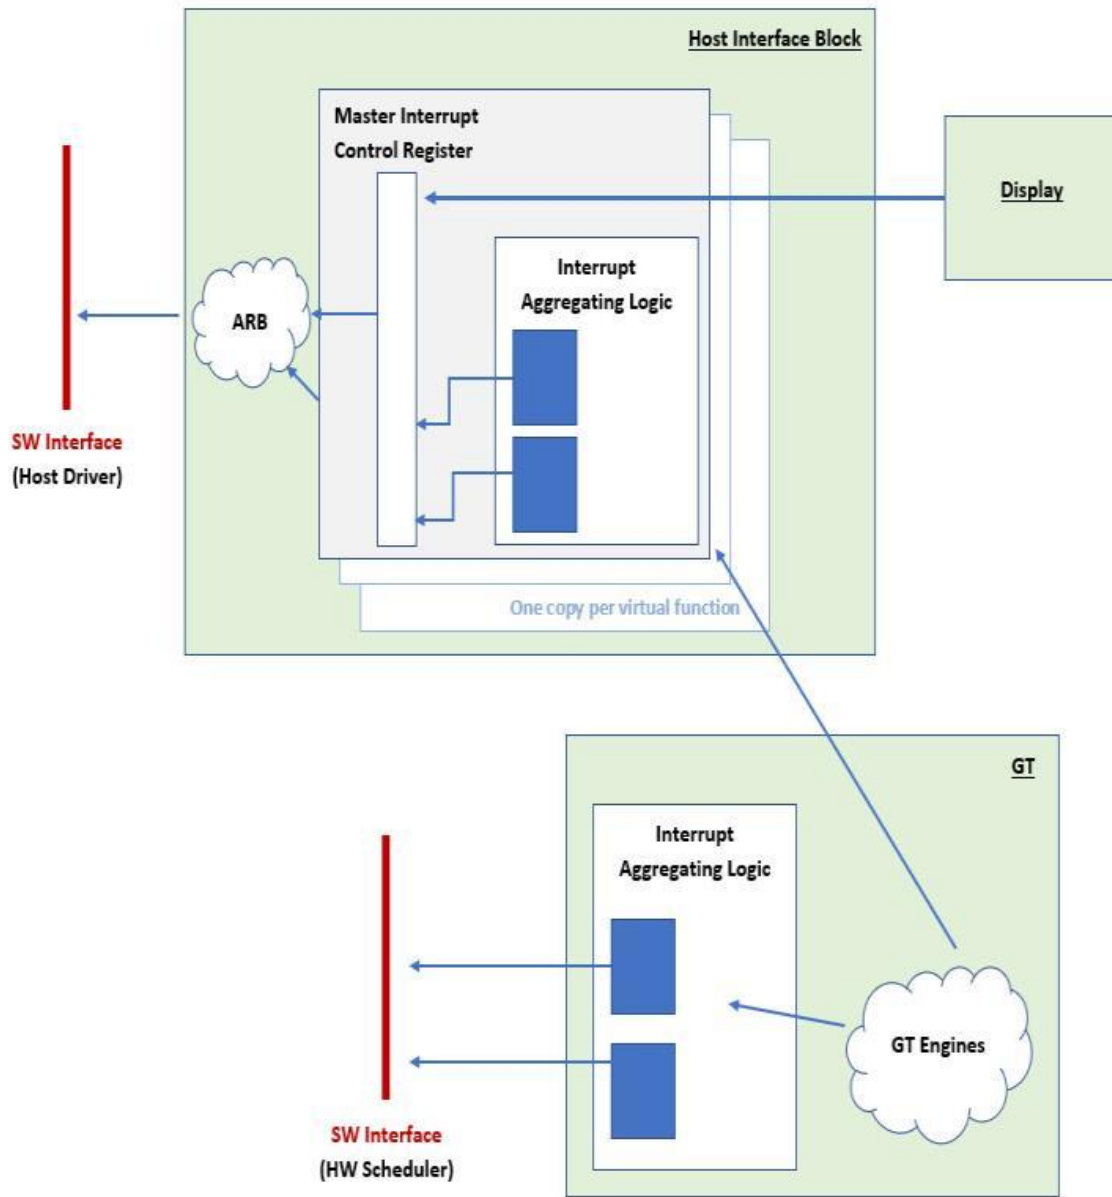 Host Interface Block
Master Interrupt
Control Register
Display
Interrupt
Aggregating Logic
ARB
SW Interface
(Host Driver)
One copy per virtual function
GT
Interrupt
Aggregating Logic
GT Engines
SW Interface
(HW Scheduler)